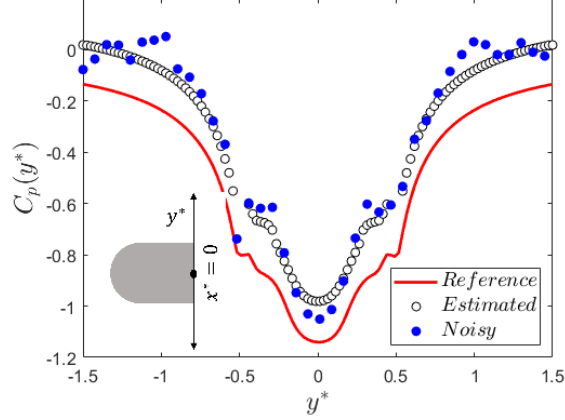 0
-0.2
-0.4
-0.6
-0.8
-1
-1.2
C_p(y*)
y*
x* = 0
Reference
Estimated
Noisy
-1.5 -1 -0.5 0 0.5 1 1.5
y*